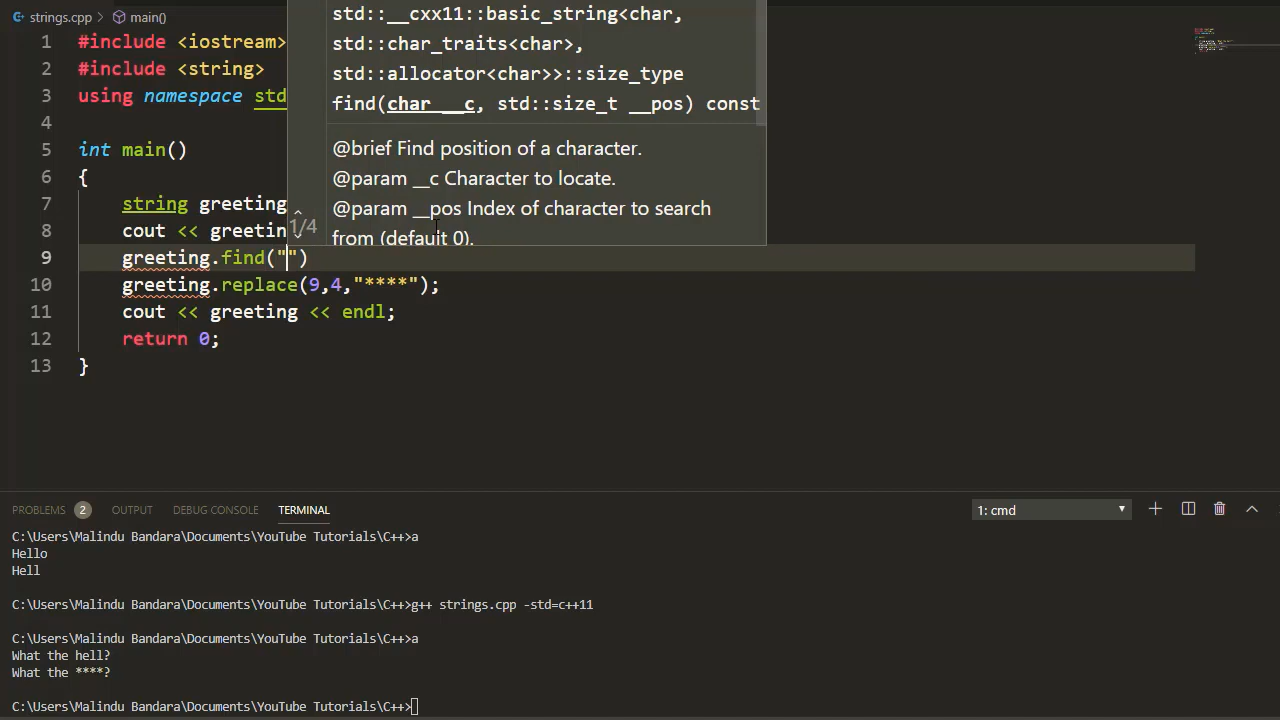 strings.cpp > main()
1 #include <iostream>
2 #include <string>
3 using namespace std
4
5 int main()
6 {
7 string greeting
8 cout << greetin
9 greeting.find("")
10 greeting.replace(9,4,"****");
11 cout << greeting << endl;
12 return 0;
13 }
std::__cxx11::basic_string<char,
std::char_traits<char>,
std::allocator<char>>::size_type
find(char __c, std::size_t __pos) const
@brief Find position of a character.
@param __c Character to locate.
@param __pos Index of character to search
from (default 0).
1/4
PROBLEMS 2 OUTPUT DEBUG CONSOLE TERMINAL 1: cmd
C:\Users\Malindu Bandara\Documents\YouTube Tutorials\C++>a
Hello
Hell
C:\Users\Malindu Bandara\Documents\YouTube Tutorials\C++>g++ strings.cpp -std=c++11
C:\Users\Malindu Bandara\Documents\YouTube Tutorials\C++>a
What the hell?
What the ****?
C:\Users\Malindu Bandara\Documents\YouTube Tutorials\C++>